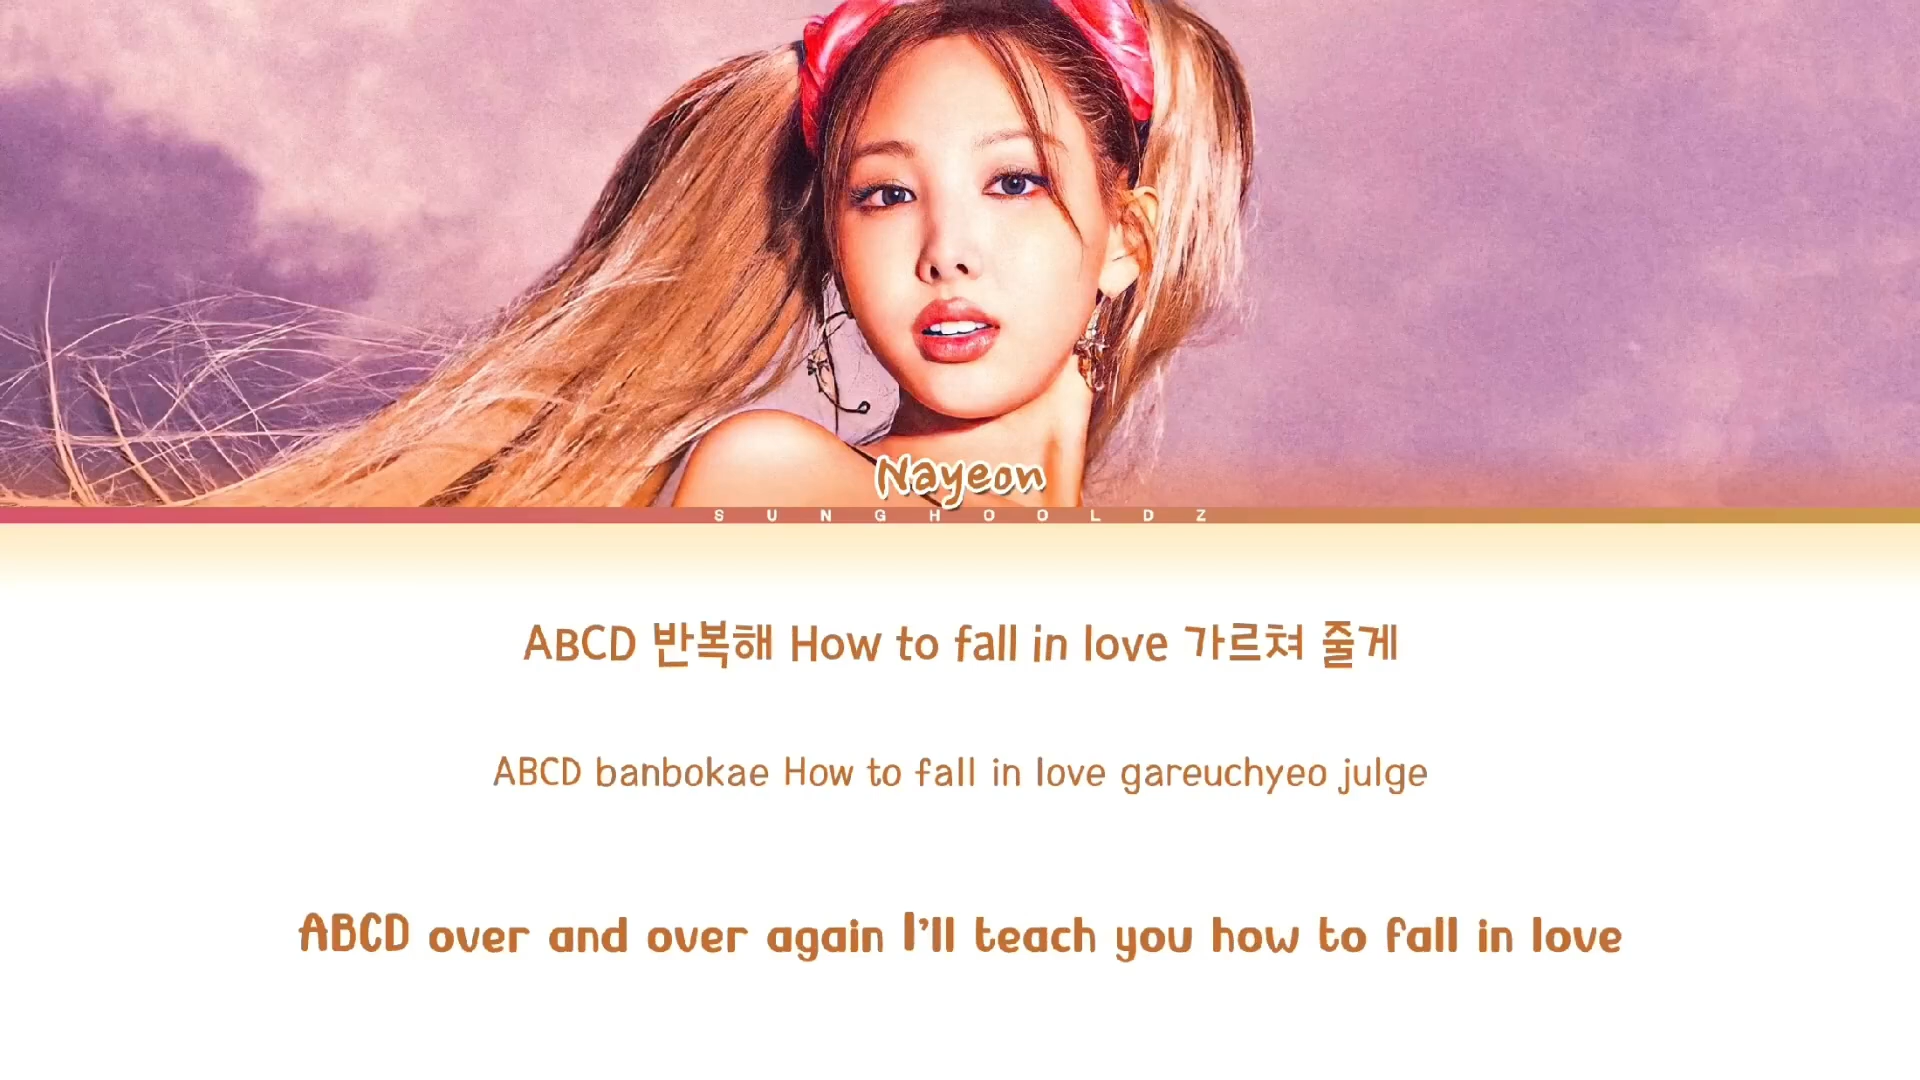 Nayeon
SUNGHOOLDZ
ABCD 반복해 How to fall in love 가르쳐 줄게
ABCD banbokae How to fall in love gareuchyeo julge
ABCD over and over again I'll teach you how to fall in love